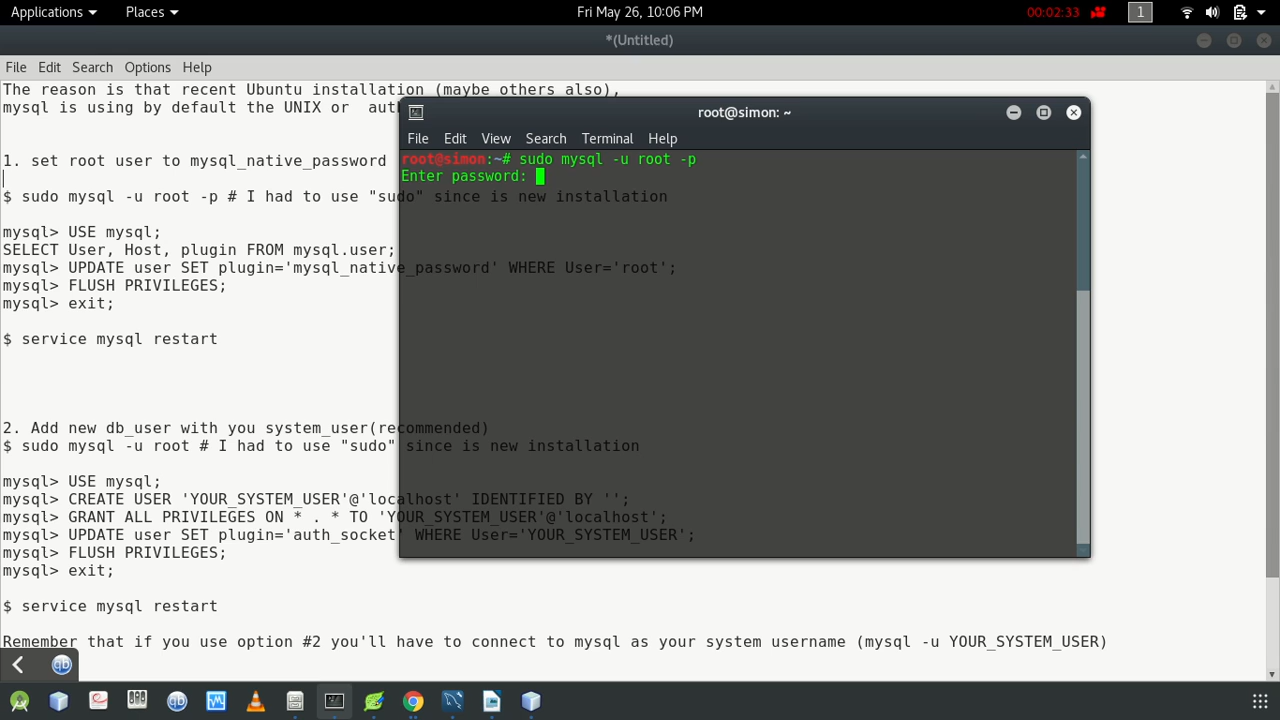 Applications Places Fri May 26, 10:06 PM 00:02:33 1
*(Untitled)
File Edit Search Options Help
The reason is that recent Ubuntu installation (maybe others also),
mysql is using by default the UNIX or aut
root@simon: ~
File Edit View Search Terminal Help
root@simon:~# sudo mysql -u root -p
Enter password:
1. set root user to mysql_native_password
$ sudo mysql -u root -p # I had to use "sudo" since is new installation
mysql> USE mysql;
SELECT User, Host, plugin FROM mysql.user;
mysql> UPDATE user SET plugin='mysql_native_password' WHERE User='root';
mysql> FLUSH PRIVILEGES;
mysql> exit;
$ service mysql restart
2. Add new db_user with you system_user(recommended)
$ sudo mysql -u root # I had to use "sudo" since is new installation
mysql> USE mysql;
mysql> CREATE USER 'YOUR_SYSTEM_USER'@'localhost' IDENTIFIED BY '';
mysql> GRANT ALL PRIVILEGES ON * . * TO 'YOUR_SYSTEM_USER'@'localhost';
mysql> UPDATE user SET plugin='auth_socket' WHERE User='YOUR_SYSTEM_USER';
mysql> FLUSH PRIVILEGES;
mysql> exit;
$ service mysql restart
Remember that if you use option #2 you'll have to connect to mysql as your system username (mysql -u YOUR_SYSTEM_USER)
qb